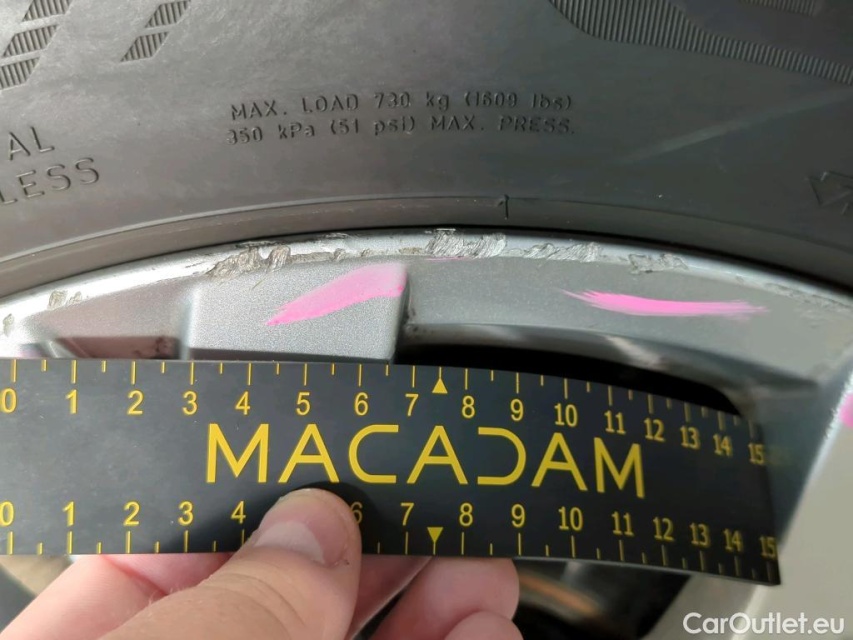 MAX. LOAD 730 kg (1609 lbs)
350 kPa (51 psi) MAX. PRESS.
AL
LESS
0 1 2 3 4 5 6 7 8 9 10 11 12 13 14 15
MACADAM
0 1 2 3 4 6 7 8 9 10 11 12 13 14 15
CarOutlet.eu